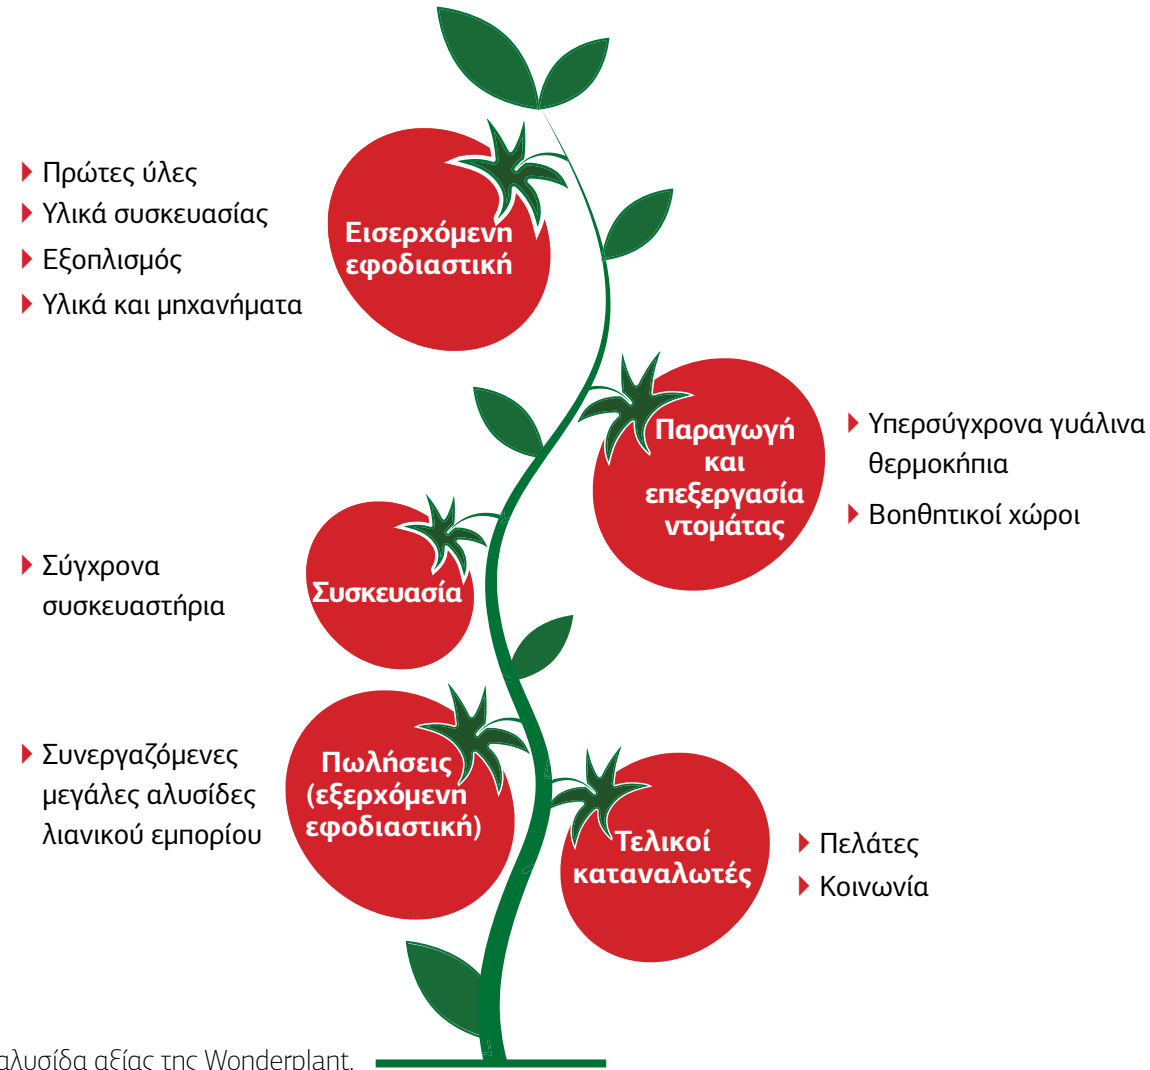 Πρώτες ύλες
Υλικά συσκευασίας
Εξοπλισμός
Υλικά και μηχανήματα
Εισερχόμενη
εφοδιαστική
Παραγωγή
και
επεξεργασία
ντομάτας
Υπερσύγχρονα γυάλινα
θερμοκήπια
Βοηθητικοί χώροι
Σύγχρονα
συσκευαστήρια
Συσκευασία
Συνεργαζόμενες
μεγάλες αλυσίδες
λιανικού εμπορίου
Πωλήσεις
(εξερχόμενή
εφοδιαστική)
Τελικοί
καταναλωτές
Πελάτες
Κοινωνία
αλυσίδα αξίας της Wonderplant.